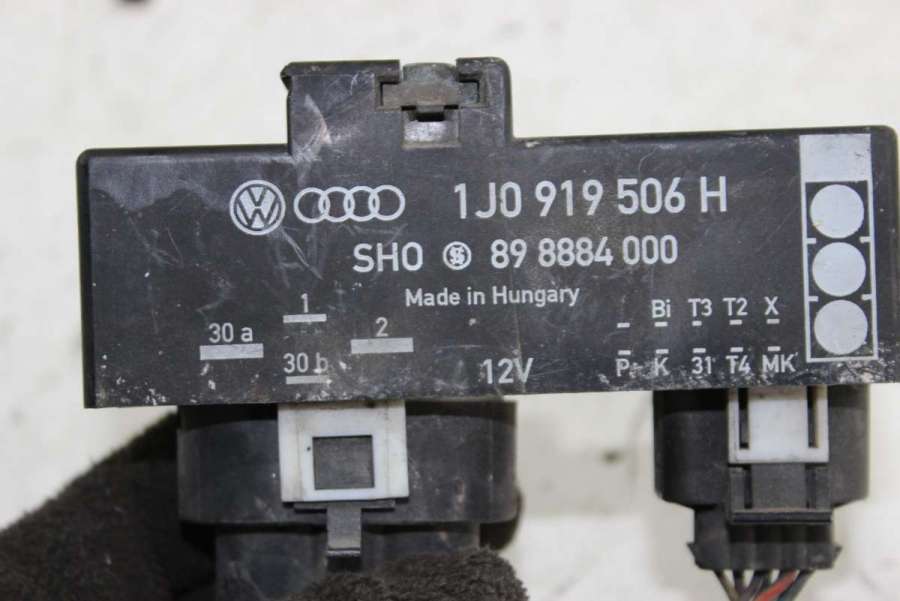 VW 1J0 919 506 H
SHO S 89 8884 000
Made in Hungary
1
Bi T3 T2 X
30 a 2
30 b 12V P K 31 T4 MK